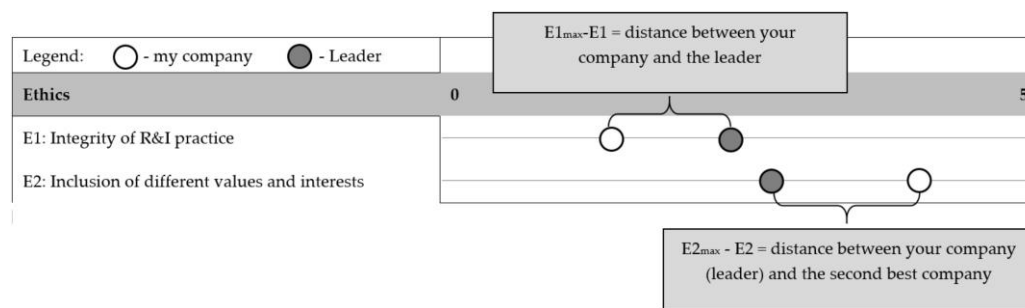 E1max-E1 = distance between your
company and the leader
Legend: - my company - Leader
Ethics 0 5
E1: Integrity of R&I practice
E2: Inclusion of different values and interests
E2max - E2 = distance between your company
(leader) and the second best company